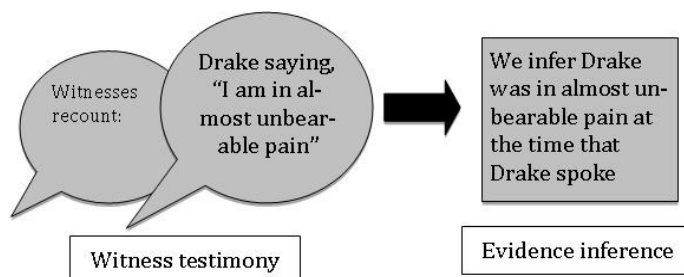 Witnesses
recount:
Drake saying,
“I am in al-
most unbear-
able pain”
We infer Drake
was in almost un-
bearable pain at
the time that
Drake spoke
Witness testimony
Evidence inference